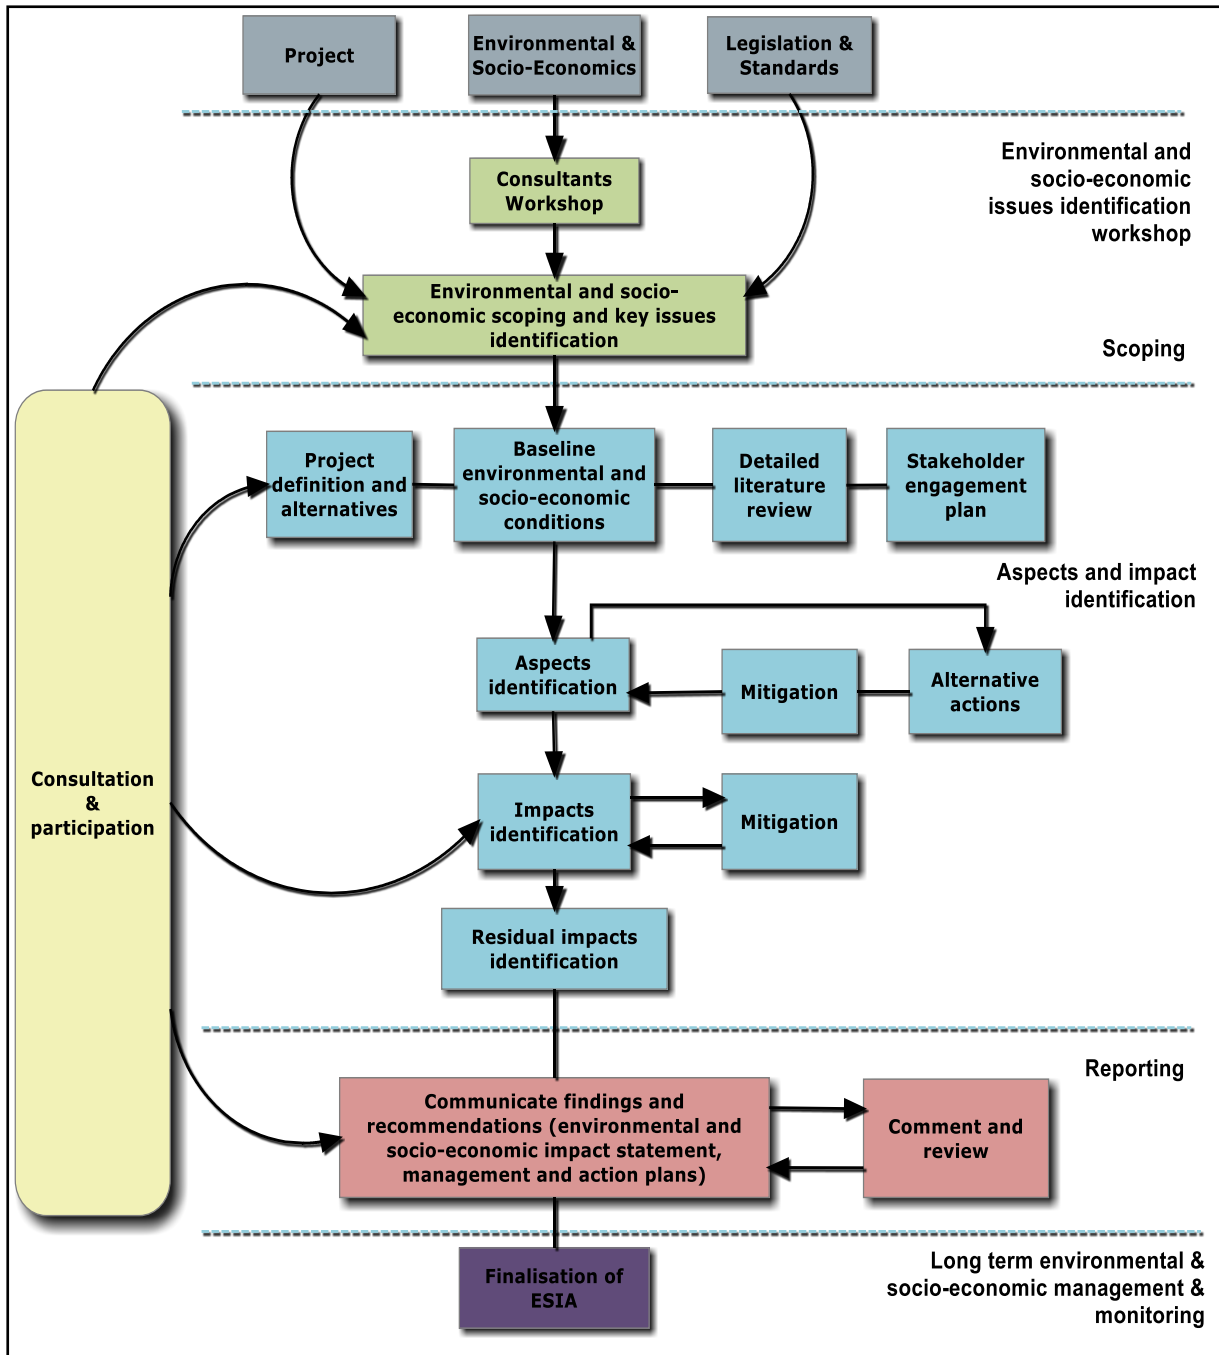 Project
Environmental &
Socio-Economics
Legislation &
Standards
Environmental and
socio-economic
issues identification
workshop
Consultants
Workshop
Environmental and socio-
economic scoping and key issues
identification
Scoping
Project
definition and
alternatives
Baseline
environmental and
socio-economic
conditions
Detailed
literature
review
Stakeholder
engagement
plan
Aspects and impact
identification
Aspects
identification
Mitigation
Alternative
actions
Consultation
&
participation
Impacts
identification
Mitigation
Residual impacts
identification
Reporting
Communicate findings and
recommendations (environmental and
socio-economic impact statement,
management and action plans)
Comment and
review
Finalisation of
ESIA
Long term environmental &
socio-economic management &
monitoring